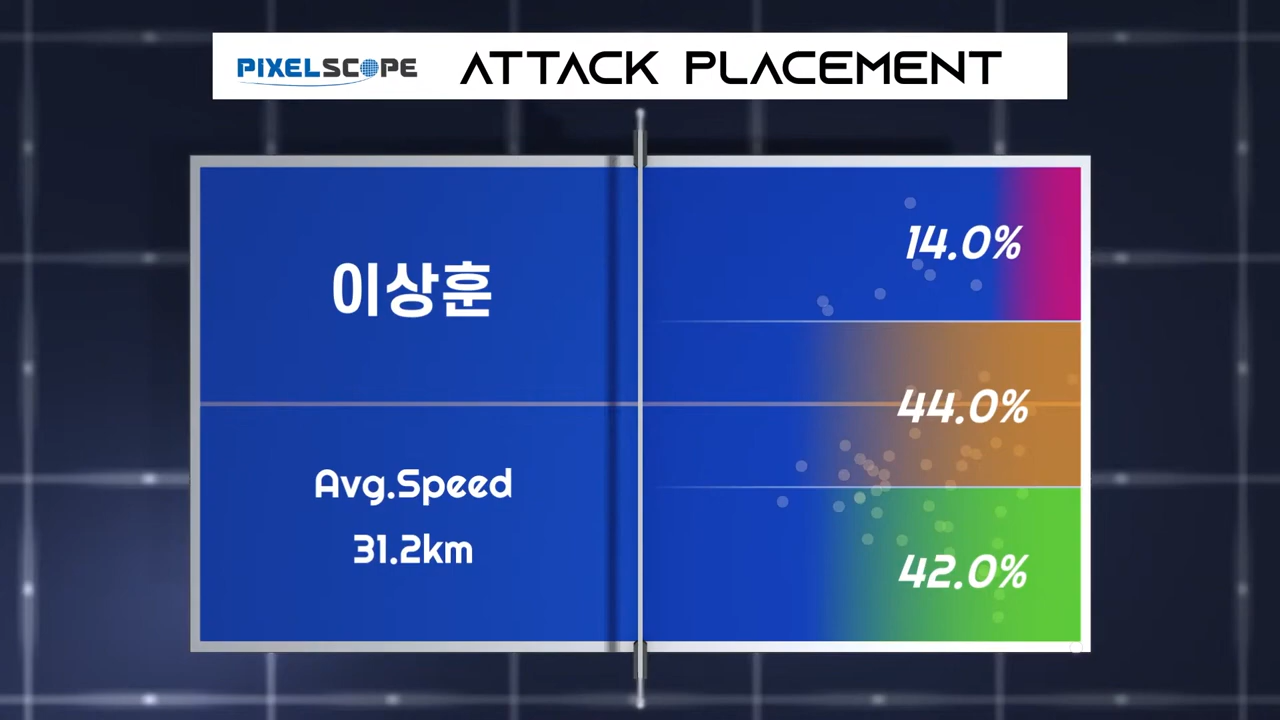 PIXELSCOPE ATTACK PLACEMENT
이상훈
Avg.Speed
31.2km
14.0%
44.0%
42.0%